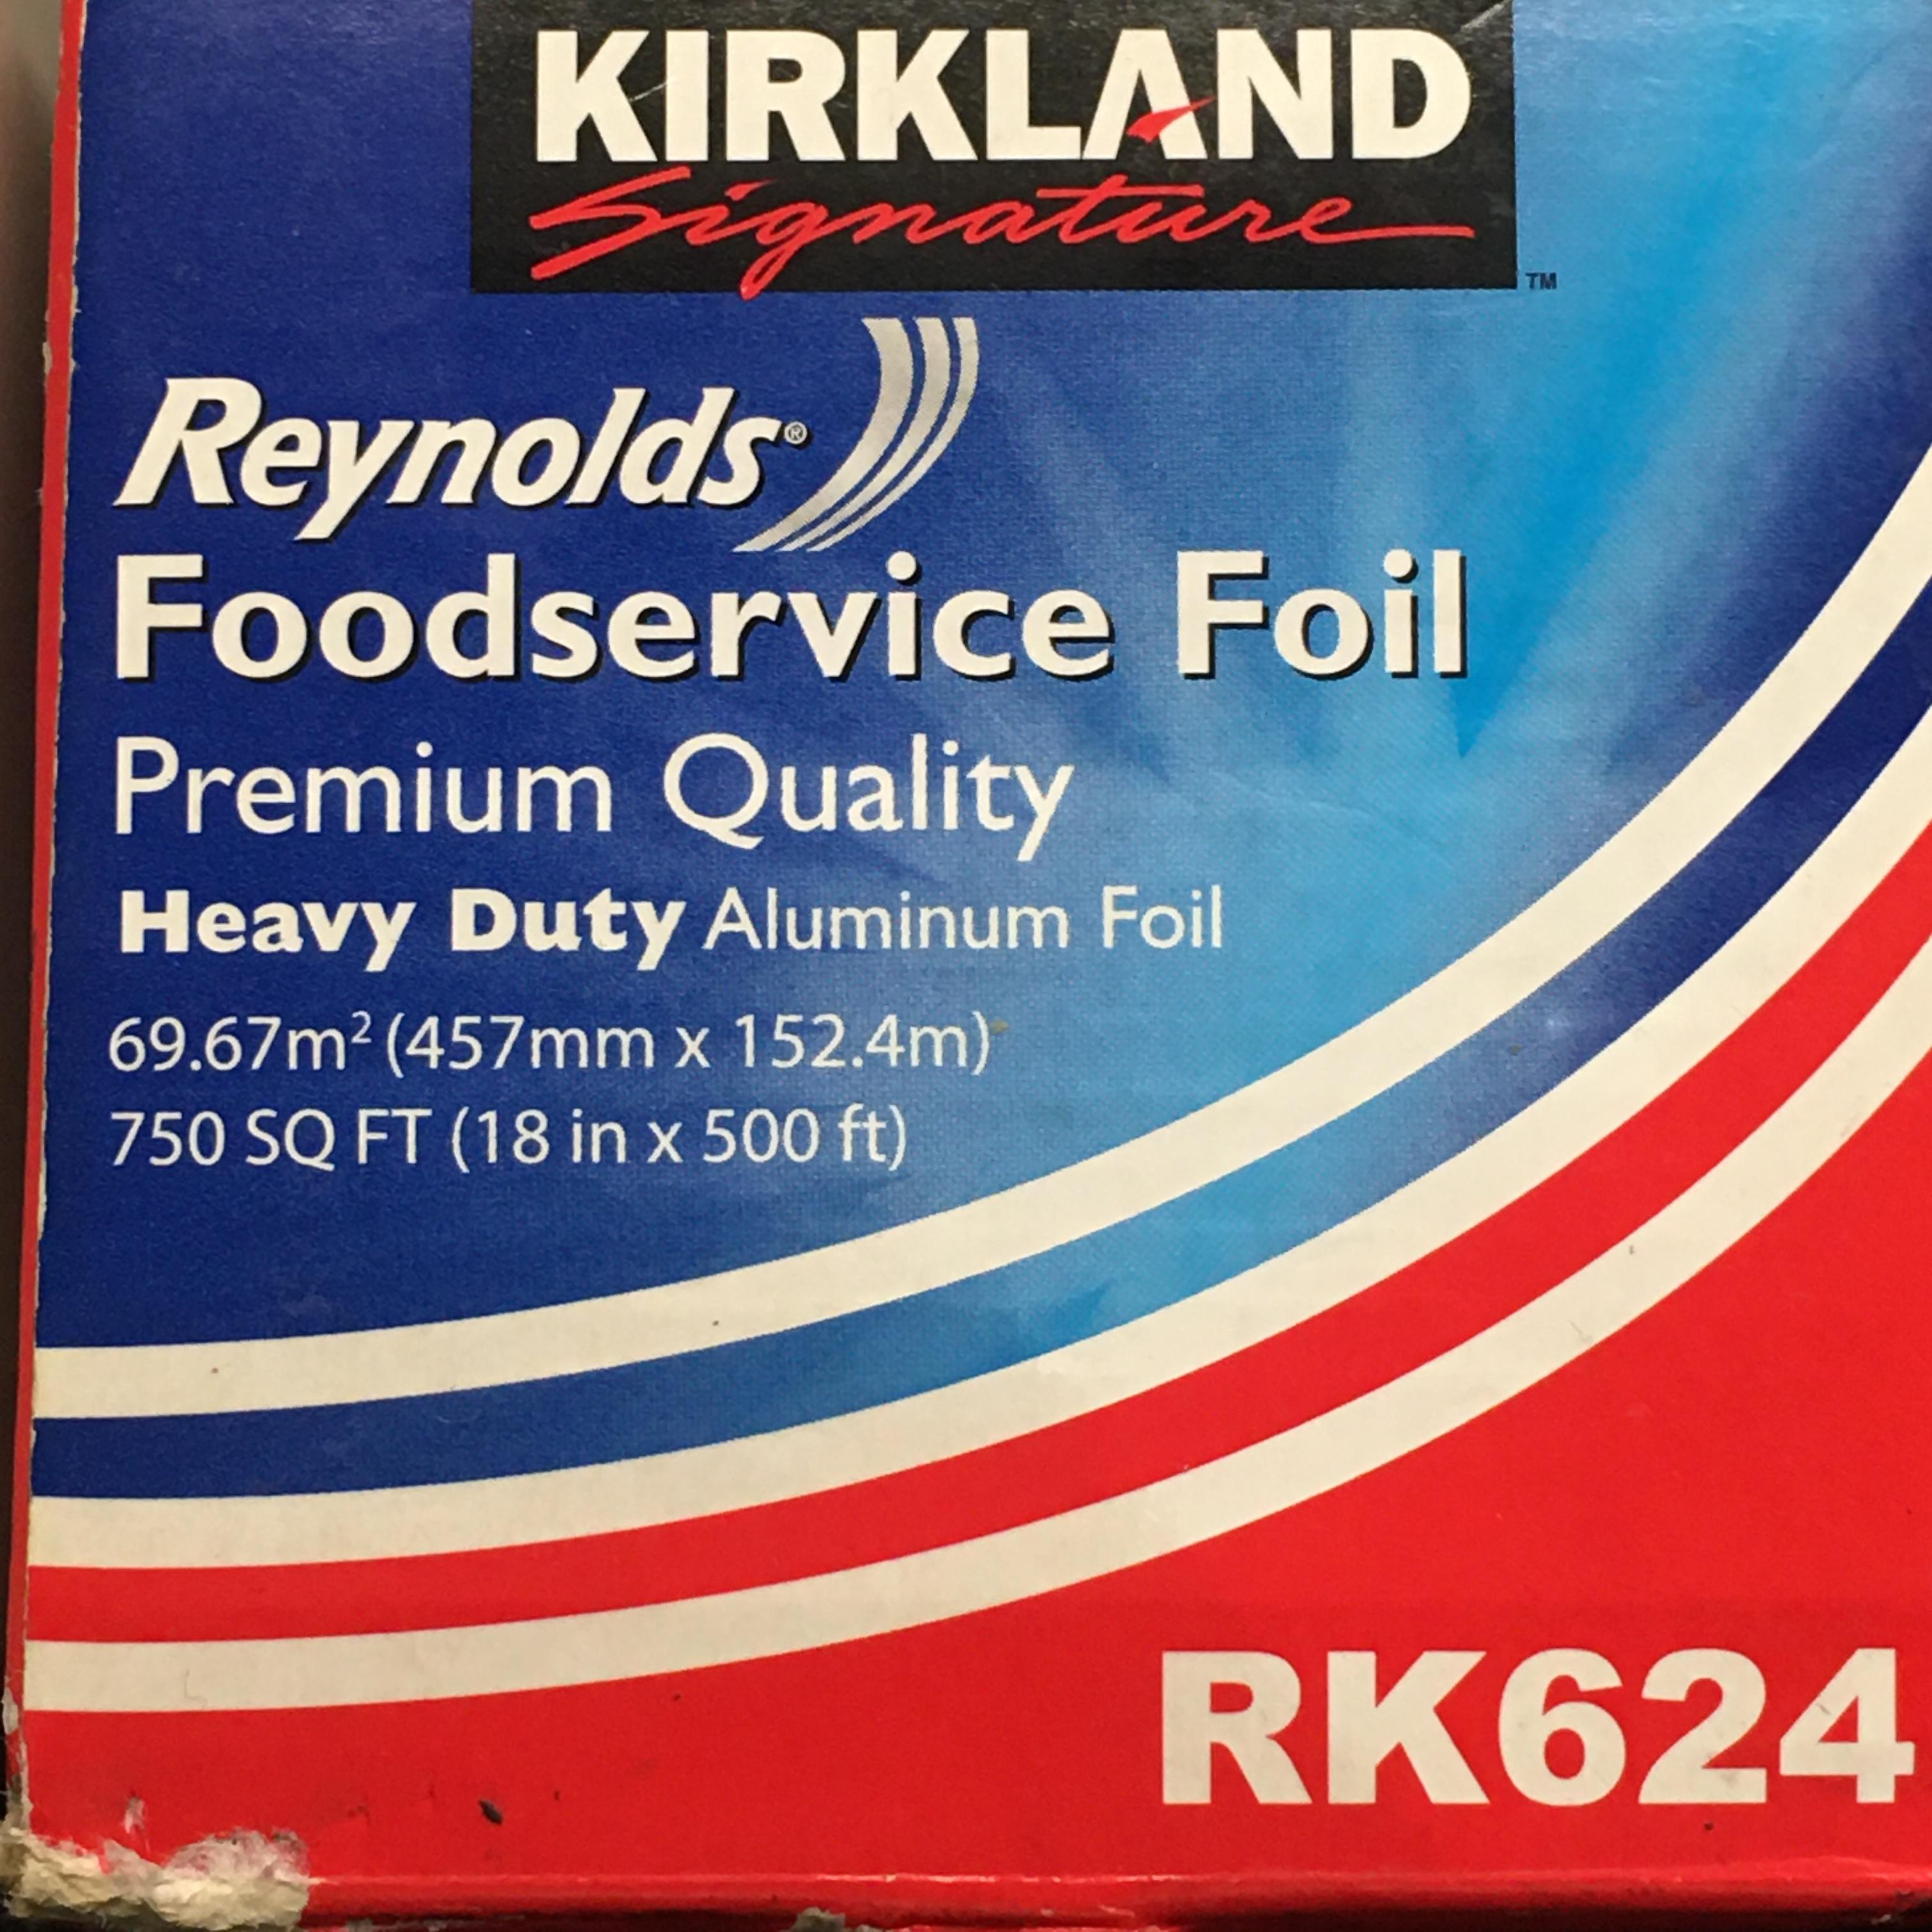 KIRKLAND
Signature
TM
Reynolds®
Foodservice Foil
Premium Quality
Heavy Duty Aluminum Foil
69.67m² (457mm x 152.4m)
750 SQ FT (18 in x 500 ft)
RK624